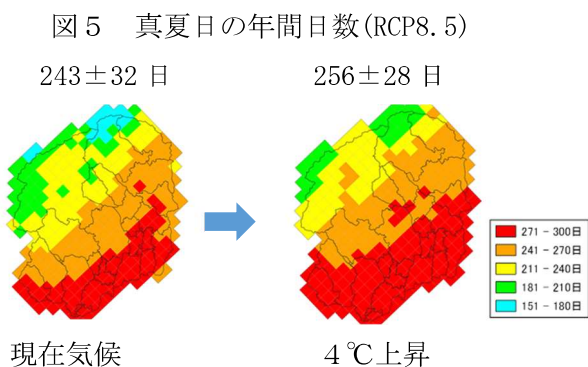 図５　真夏日の年間日数(RCP8.5)
243±32 日
256±28 日
271 - 300日
241 - 270日
211 - 240日
181 - 210日
151 - 180日
現在気候
４℃上昇